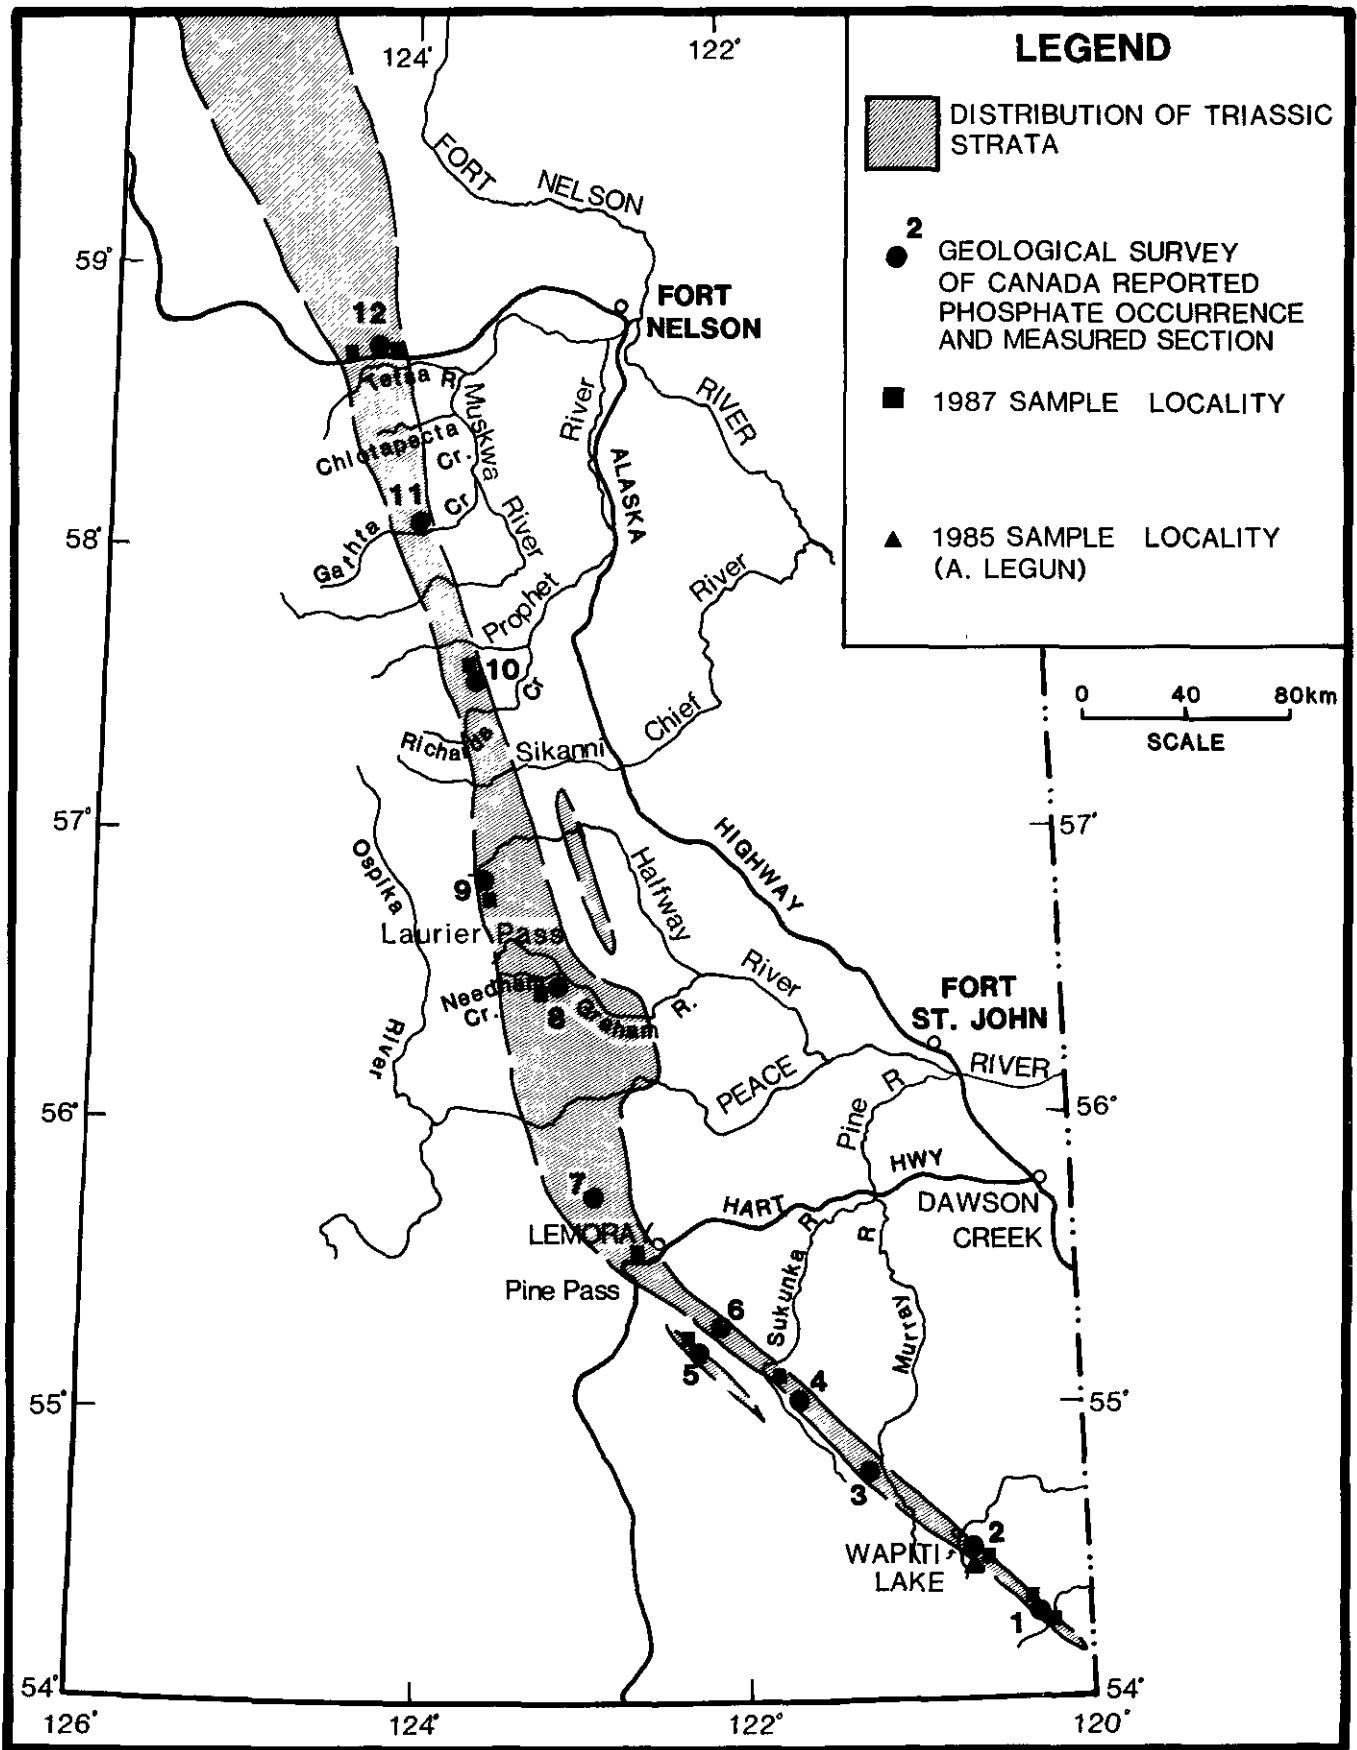 124°
122°
LEGEND
DISTRIBUTION OF TRIASSIC
STRATA
2
GEOLOGICAL SURVEY
OF CANADA REPORTED
PHOSPHATE OCCURRENCE
AND MEASURED SECTION
1987 SAMPLE LOCALITY
1985 SAMPLE LOCALITY
(A. LEGUN)
0 40 80km
SCALE
FORT
NELSON
59°
FORT
NELSON
12
Tetsa R
Muskwa
River
River
RIVER
Chlotapecta
Cr.
ALASKA
11
Cr
58°
Gathta
River
Prophet
10
Cr
Richards
Sikanni
Chief
57°
57°
HIGHWAY
Ospika
Halfway
9
Laurier Pass
River
Needham
Cr.
8
Graham
R.
FORT
ST. JOHN
River
RIVER
PEACE
R
Pine
56°
56°
7
HWY
HART
DAWSON
CREEK
LEMORAY
R
R
Pine Pass
Sukunka
Murray
6
5
4
55°
55°
3
2
WAPITI
LAKE
1
54°
54°
126°
124°
122°
120°